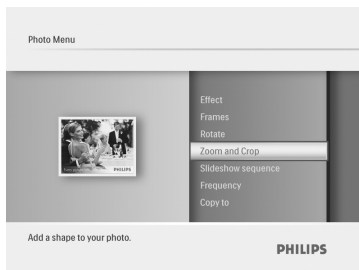 Photo Menu
PHILIPS
Effect
Frames
Rotate
Zoom and Crop
Slideshow sequence
Frequency
Copy to
Add a shape to your photo.
PHILIPS